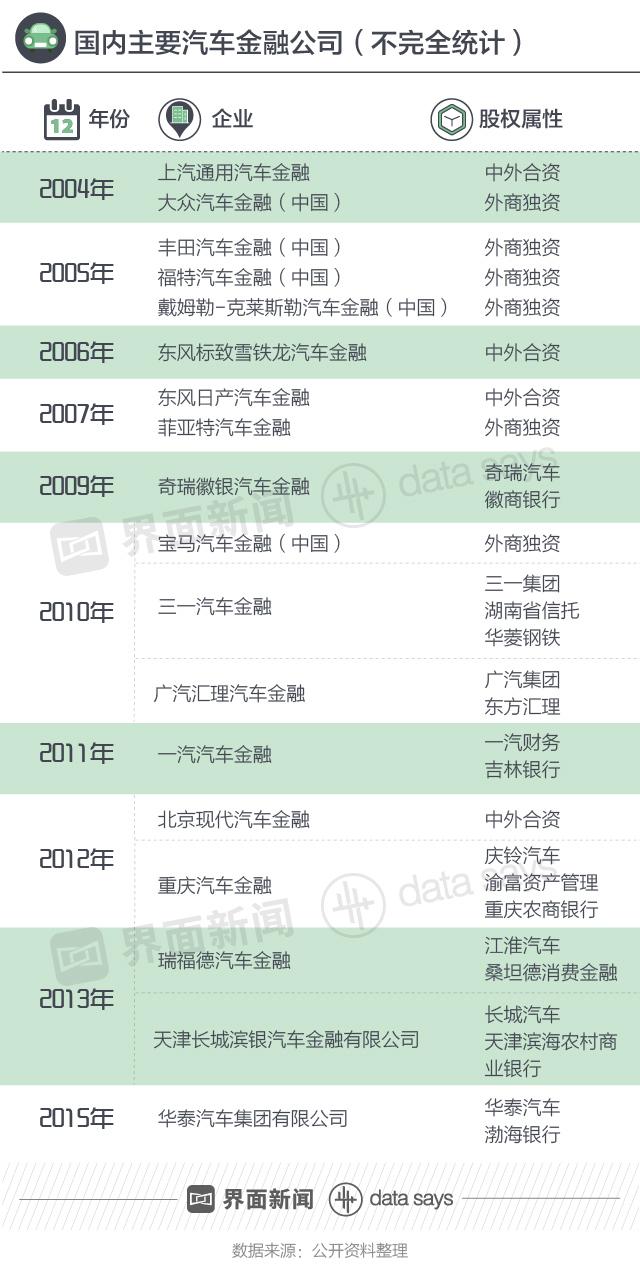 国内主要汽车金融公司（不完全统计）
12 年份 企业 股权属性
2004年
上汽通用汽车金融 中外合资
大众汽车金融（中国） 外商独资
2005年
丰田汽车金融（中国） 外商独资
福特汽车金融（中国） 外商独资
戴姆勒-克莱斯勒汽车金融（中国） 外商独资
2006年 东风标致雪铁龙汽车金融 中外合资
2007年
东风日产汽车金融 中外合资
菲亚特汽车金融 外商独资
2009年 奇瑞徽银汽车金融
奇瑞汽车
徽商银行
界面新闻 data says
2010年
宝马汽车金融（中国） 外商独资
三一汽车金融
三一集团
湖南省信托
华菱钢铁
广汽汇理汽车金融
广汽集团
东方汇理
2011年 一汽汽车金融
一汽财务
吉林银行
2012年
北京现代汽车金融 中外合资
重庆汽车金融
庆铃汽车
渝富资产管理
重庆农商银行
界面新闻 data says
2013年
瑞福德汽车金融
江淮汽车
桑坦德消费金融
天津长城滨银汽车金融有限公司
长城汽车
天津滨海农村商
业银行
2015年 华泰汽车集团有限公司
华泰汽车
渤海银行
界面新闻 data says
数据来源：公开资料整理